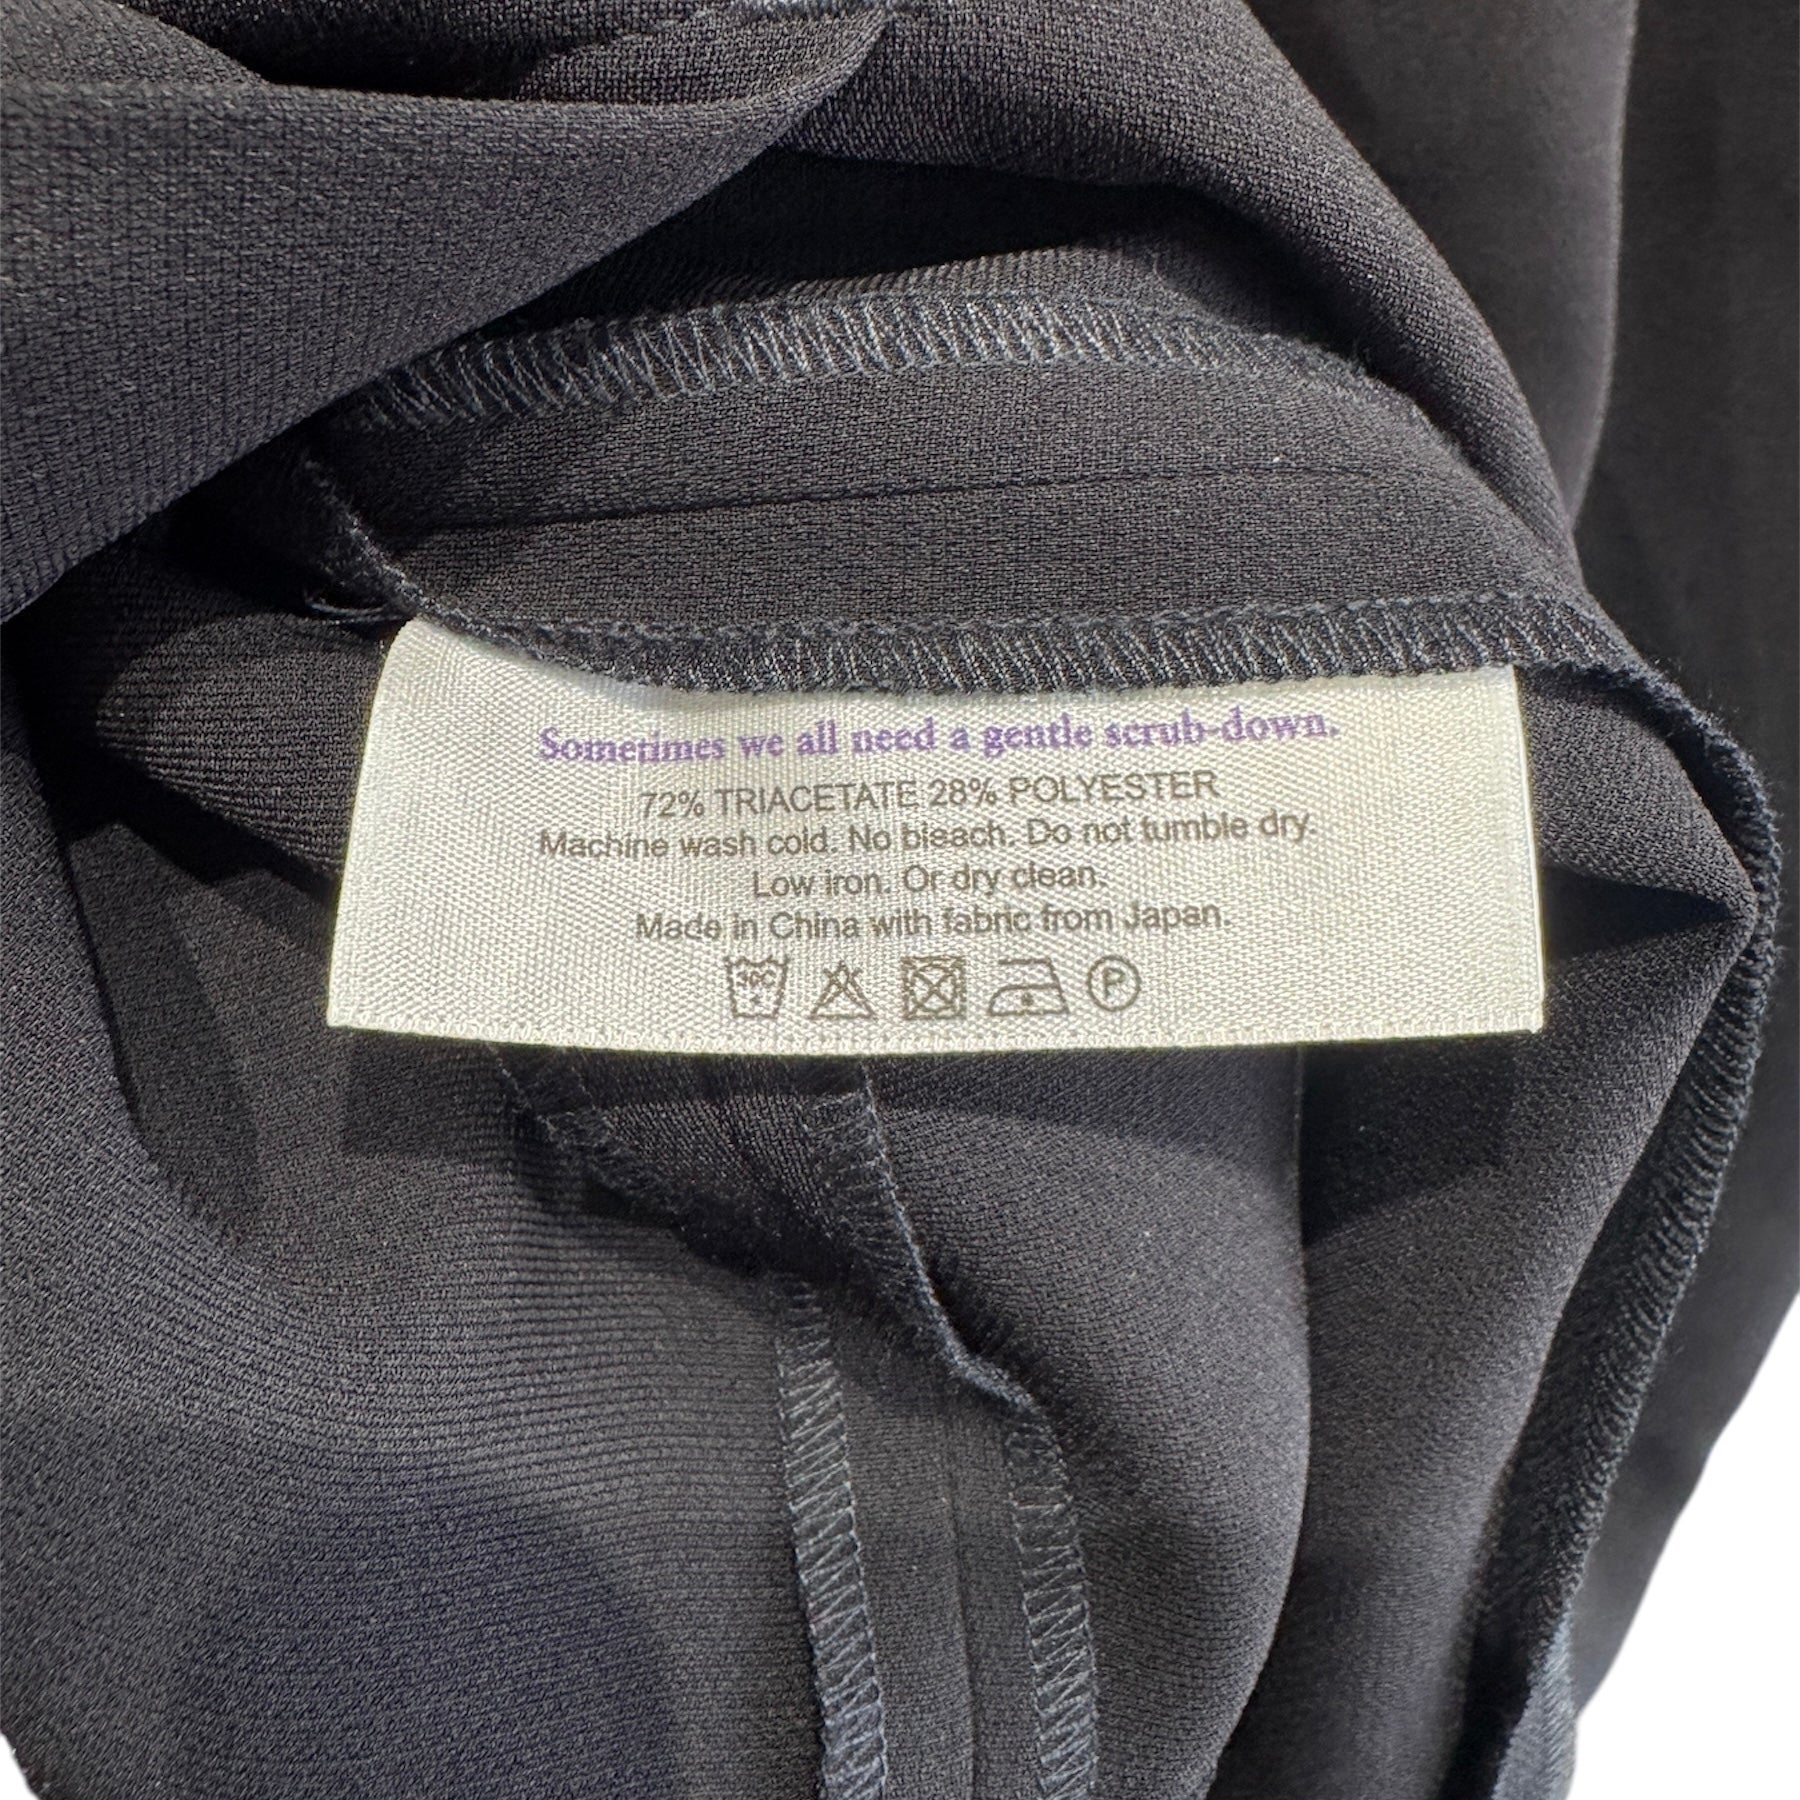 Sometimes we all need a gentle scrub-down.
72% TRIACETATE 28% POLYESTER
Machine wash cold. No bleach. Do not tumble dry.
Low iron. Or dry clean.
Made in China with fabric from Japan.
30C P